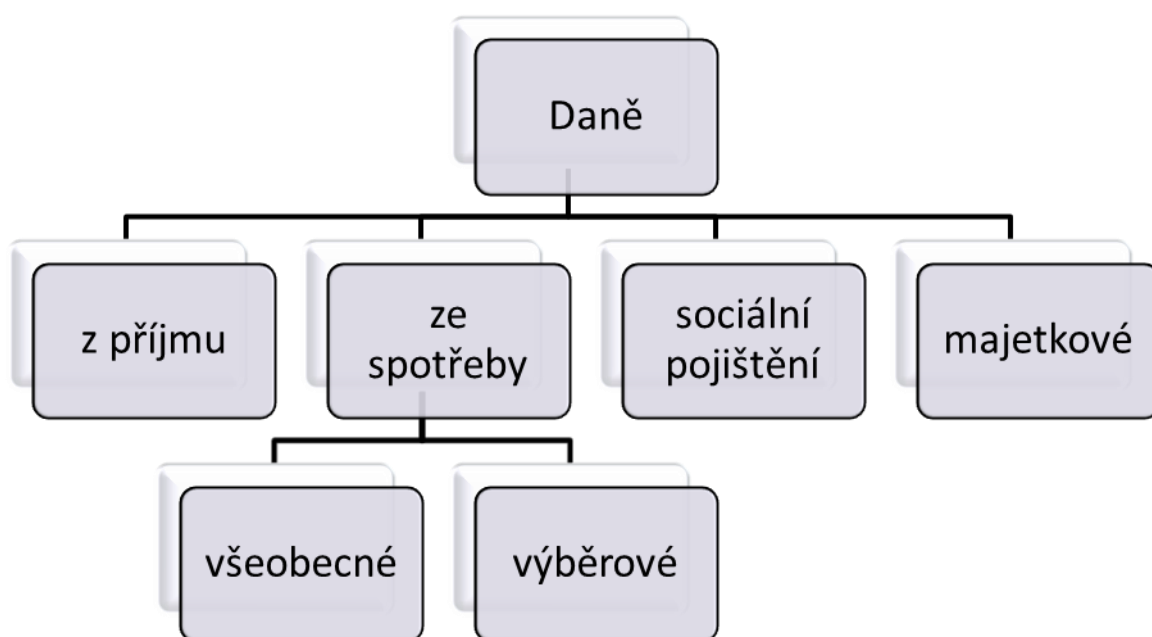 Daně
z příjmu
ze
spotřeby
sociální
pojištění
majetkové
všeobecné
výběrové